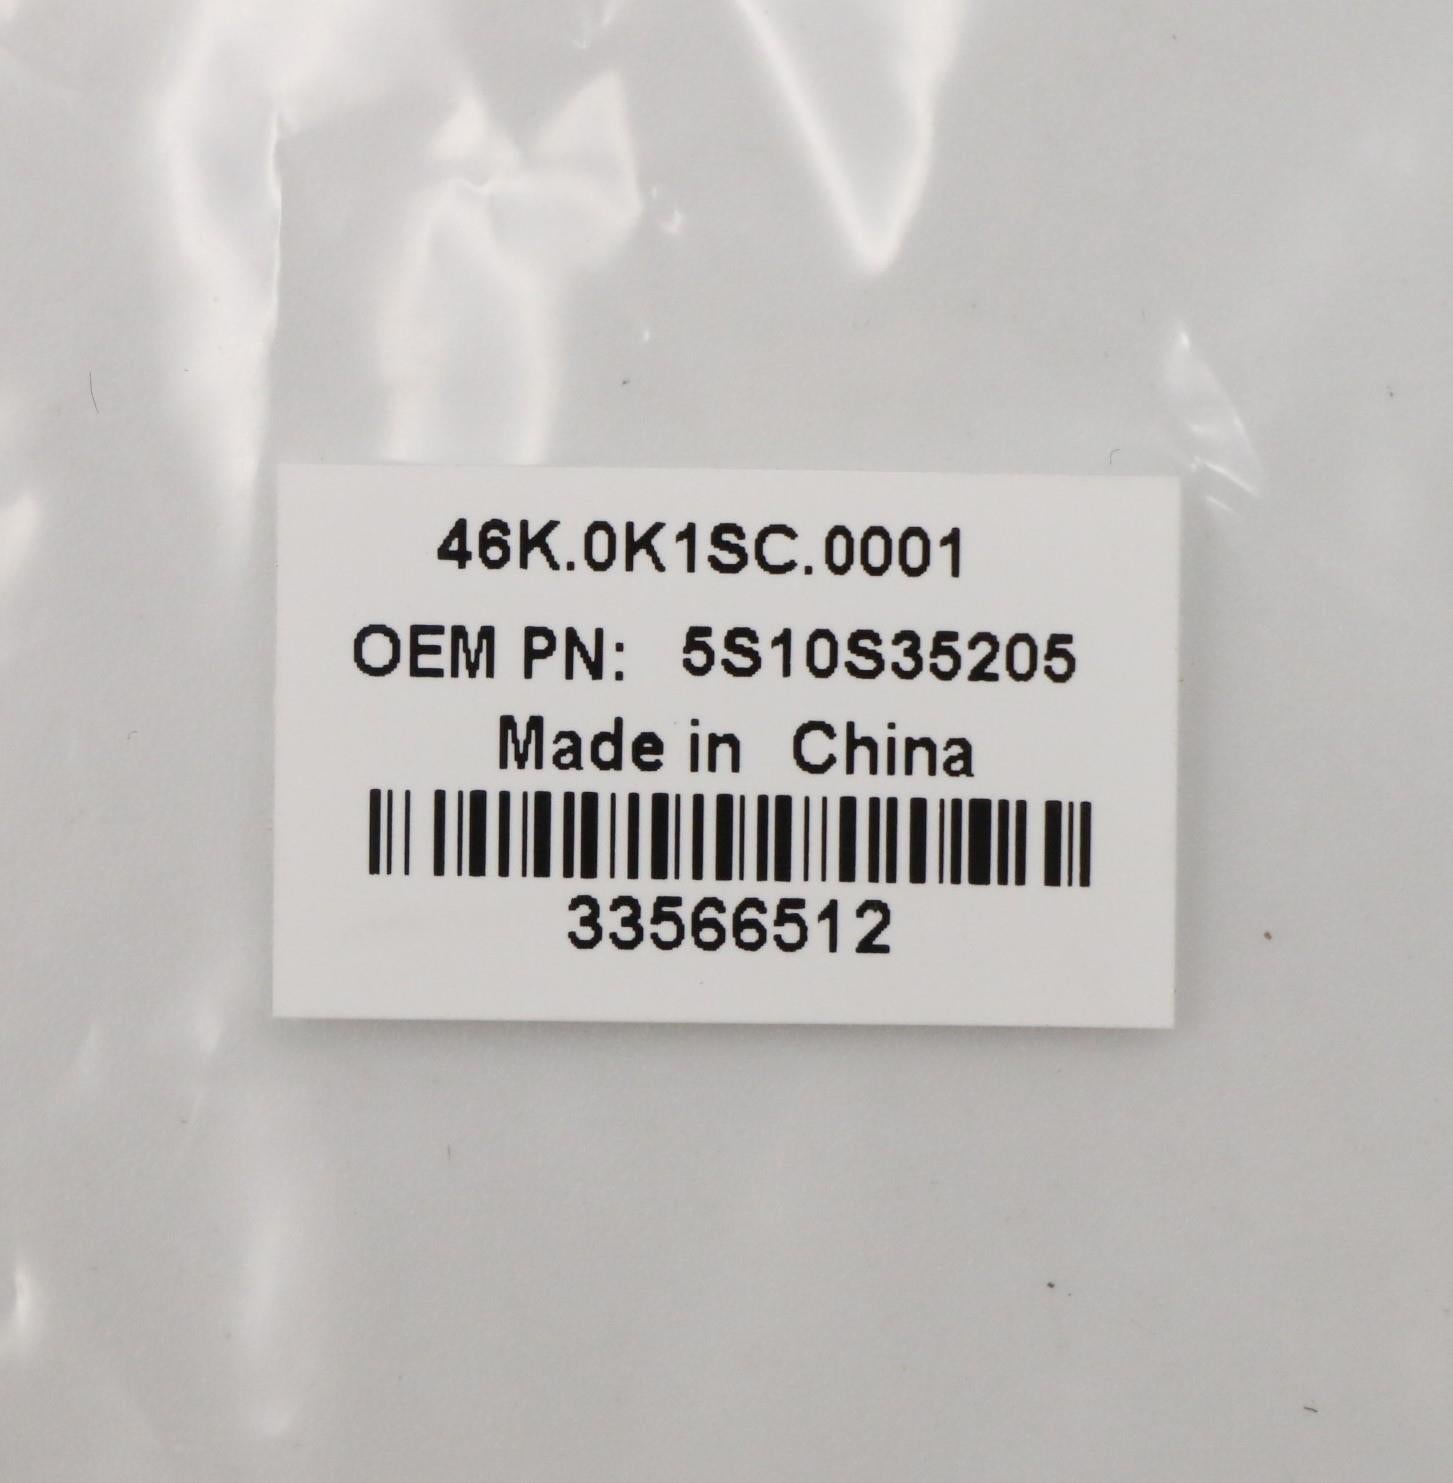 46K.0K1SC.0001
OEM PN: 5S10S35205
Made in China
33566512